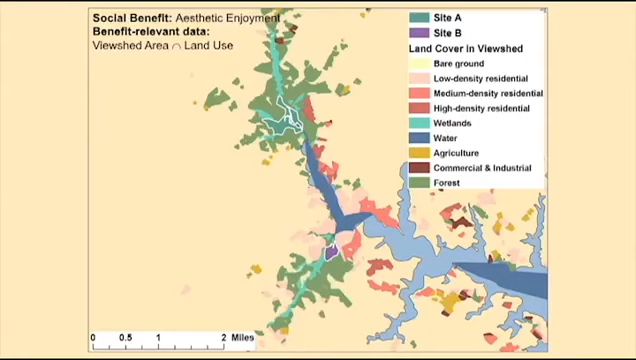 Social Benefit: Aesthetic Enjoyment
Benefit-relevant data:
Viewshed Area ∩ Land Use
Site A
Site B
Land Cover in Viewshed
Bare ground
Low-density residential
Medium-density residential
High-density residential
Wetlands
Water
Agriculture
Commercial & Industrial
Forest
0 0.5 1 2 Miles